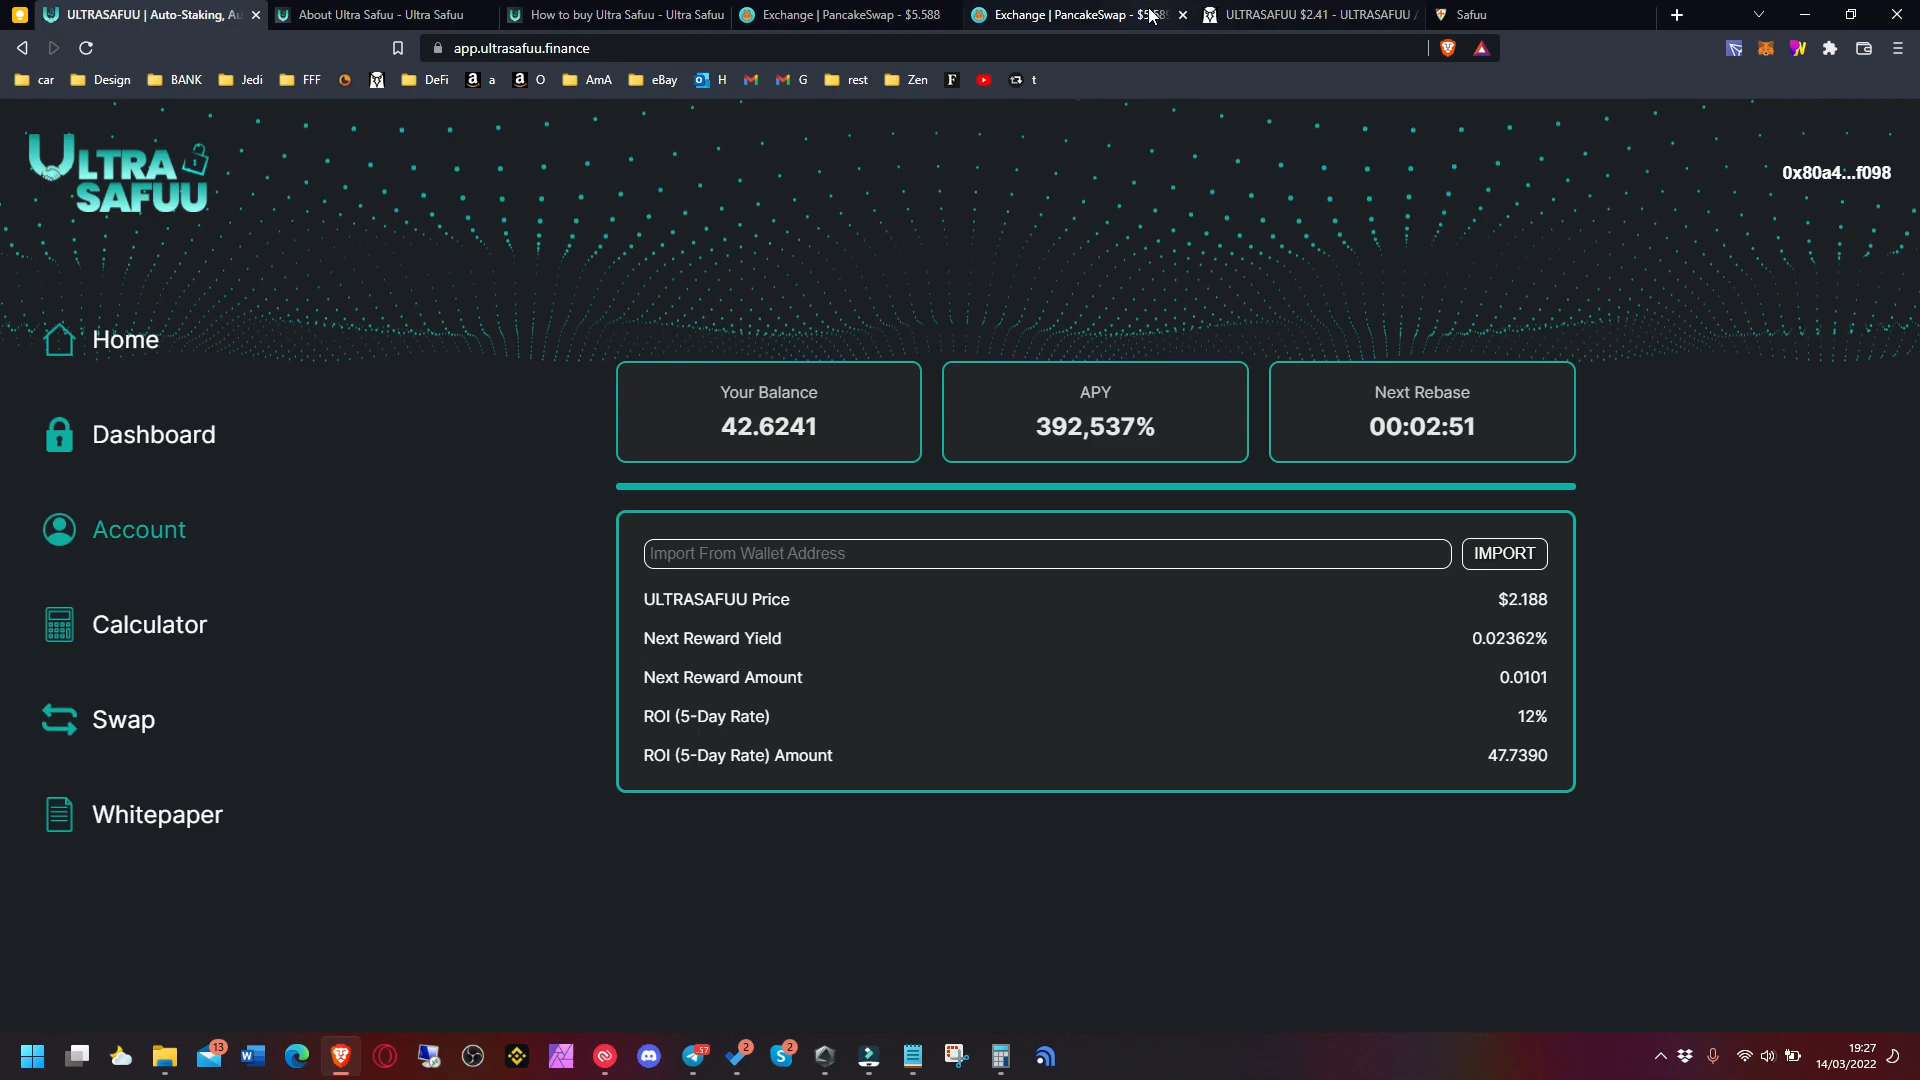 ULTRASAFUU | Auto-Staking, Au
About Ultra Safuu - Ultra Safuu
How to buy Ultra Safuu - Ultra Safuu
Exchange | PancakeSwap - $5.588
Exchange | PancakeSwap -
ULTRASAFUU $2.41 - ULTRASAFUU /
Safuu
app.ultrasafuu.finance
car
Design
BANK
Jedi
FFF
DeFi
a
O
AmA
eBay
H
G
rest
Zen
F
t
ULTRA
SAFUU
0x80a4...f098
Home
Dashboard
Account
Calculator
Swap
Whitepaper
Your Balance
42.6241
APY
392,537%
Next Rebase
00:02:51
Import From Wallet Address
IMPORT
ULTRASAFUU Price
$2.188
Next Reward Yield
0.02362%
Next Reward Amount
0.0101
ROI (5-Day Rate)
12%
ROI (5-Day Rate) Amount
47.7390
13
57
2
2
19:27
14/03/2022